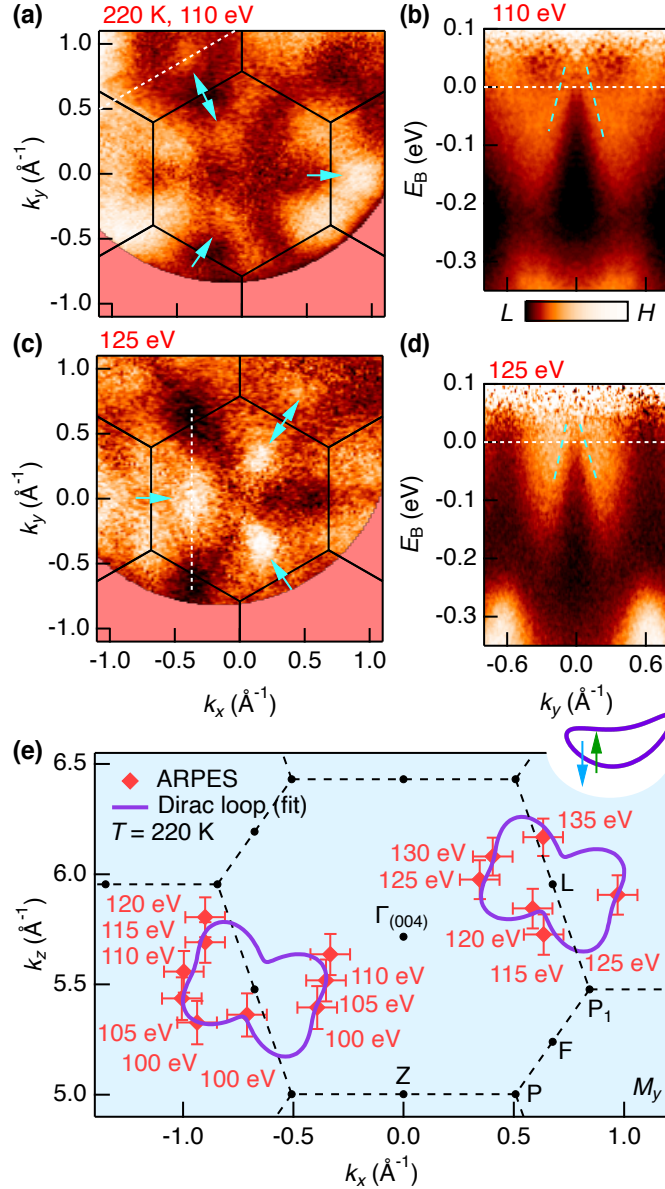 (a) 220 K, 110 eV
1.0
0.5
0.0
-0.5
-1.0
k_y (Å⁻¹)
(b) 110 eV
0.1
0.0
-0.1
-0.2
-0.3
E_B (eV)
L H
(c) 125 eV
1.0
0.5
0.0
-0.5
-1.0
k_y (Å⁻¹)
-1.0 -0.5 0.0 0.5 1.0
k_x (Å⁻¹)
(d) 125 eV
0.1
0.0
-0.1
-0.2
-0.3
E_B (eV)
-0.6 0.0 0.6
k_y (Å⁻¹)
(e)
6.5
6.0
5.5
5.0
k_z (Å⁻¹)
ARPES
Dirac loop (fit)
T = 220 K
I
120 eV
115 eV
110 eV
105 eV
100 eV
100 eV
110 eV
105 eV
100 eV
Γ(004)
130 eV
125 eV
135 eV
L
120 eV
115 eV
125 eV
P₁
F
Z
P
M_y
-1.0 -0.5 0.0 0.5 1.0
k_x (Å⁻¹)